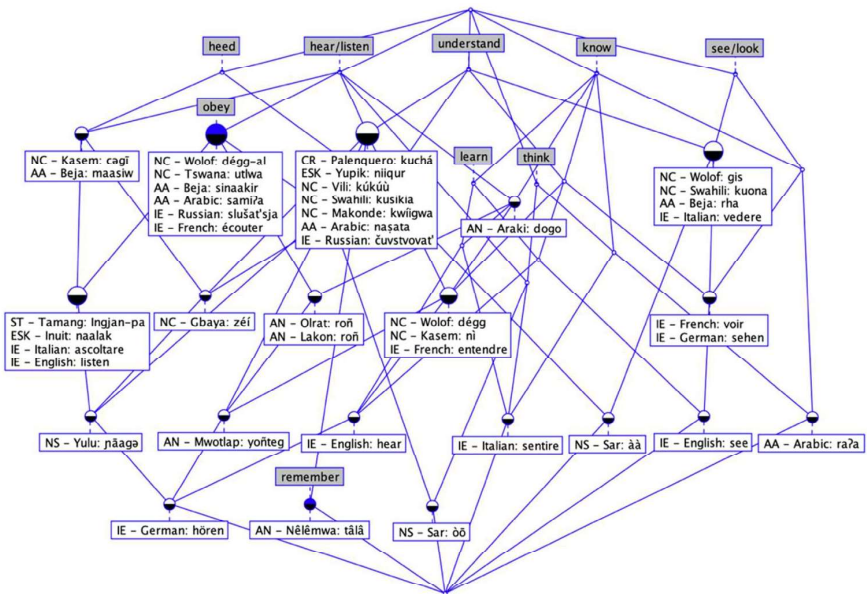 heed
hear/listen
understand
know
see/look
obey
learn
think
NC – Kasem: cəgĭ
AA – Beja: maasiw
NC – Wolof: dégg–al
NC – Tswana: utlwa
AA – Beja: sinaakir
AA – Arabic: samiʔa
IE – Russian: slušat'sja
IE – French: écouter
CR – Palenquero: kuchá
ESK – Yupik: niiqur
NC – Vili: kúkúù
NC – Swahili: kusikia
NC – Makonde: kwíigwa
AA – Arabic: naṣata
IE – Russian: čuvstvovat'
AN – Araki: dogo
NC – Wolof: gis
NC – Swahili: kuona
AA – Beja: rha
IE – Italian: vedere
ST – Tamang: Ingjan–pa
ESK – Inuit: naalak
IE – Italian: ascoltare
IE – English: listen
NC – Gbaya: zéí
AN – Olrat: roñ
AN – Lakon: roñ
NC – Wolof: dégg
NC – Kasem: nì
IE – French: entendre
IE – French: voir
IE – German: sehen
NS – Yulu: ɲāagə
AN – Mwotlap: yoñteg
IE – English: hear
IE – Italian: sentire
NS – Sar: àà
IE – English: see
AA – Arabic: raʔa
remember
IE – German: hören
AN – Nêlêmwa: tâlâ
NS – Sar: òō